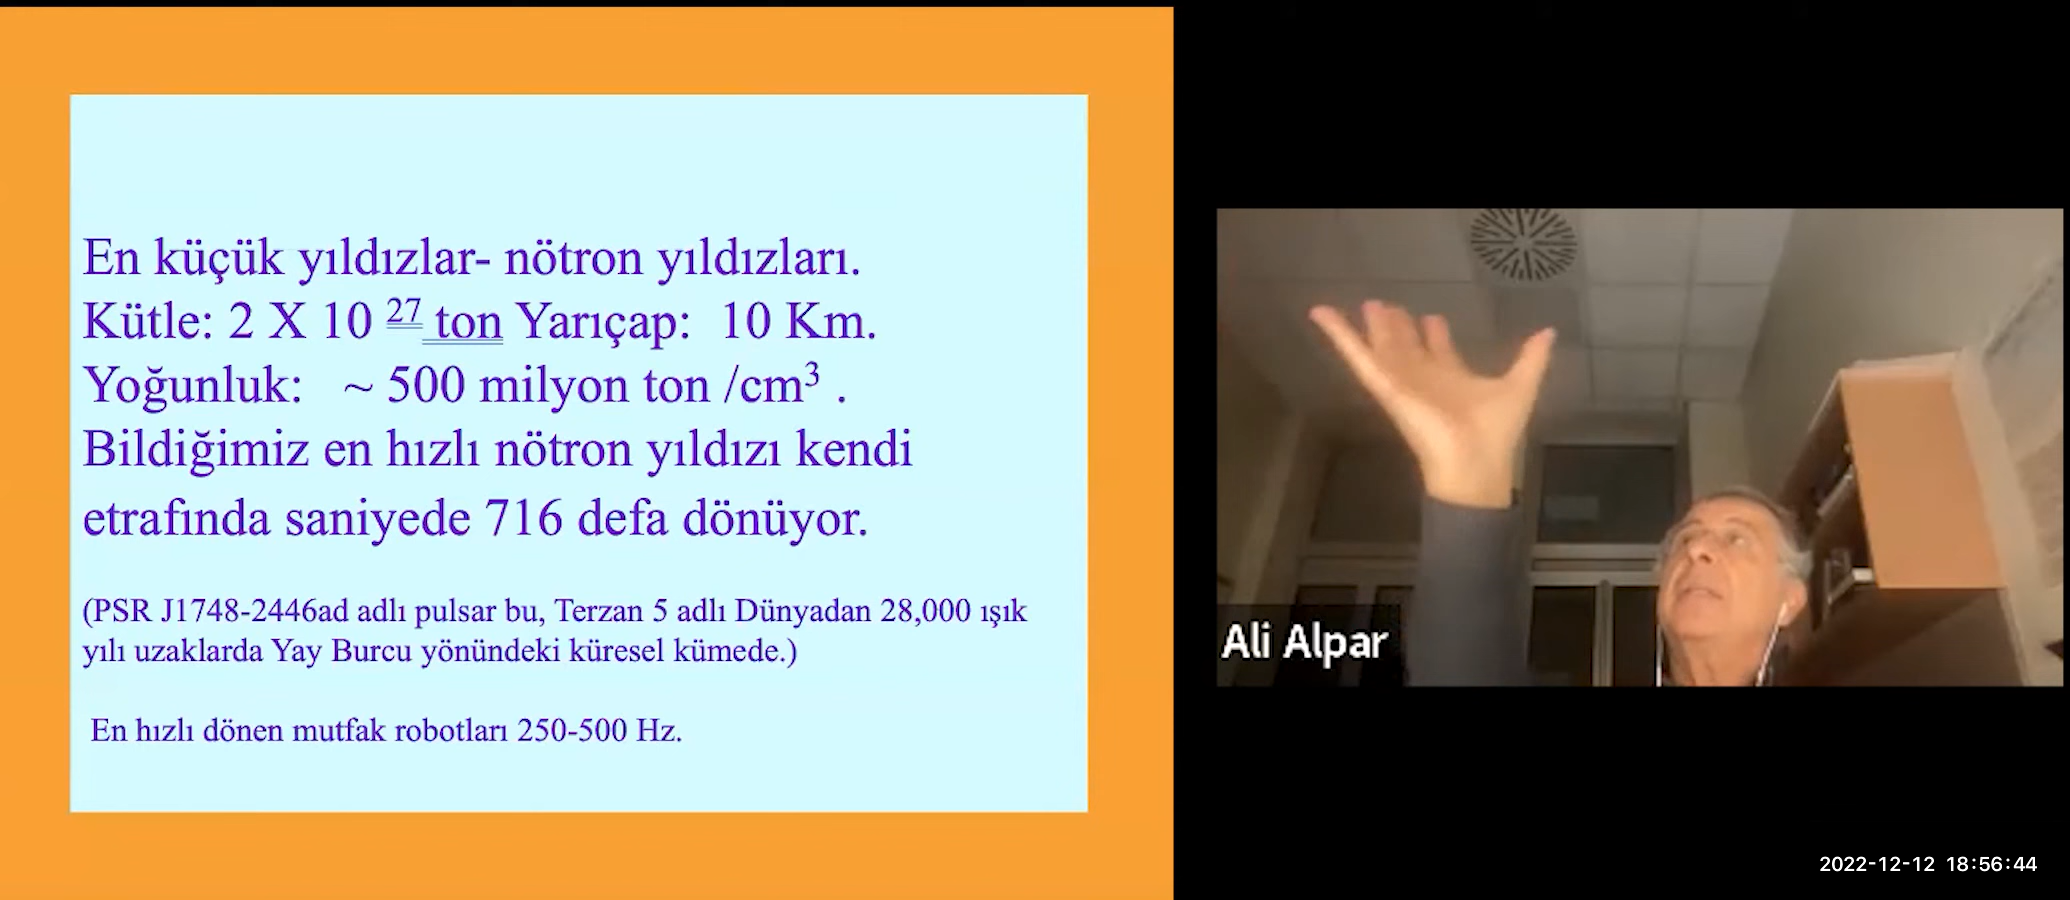 En küçük yıldızlar- nötron yıldızları.
Kütle: 2 X 10 27 ton Yarıçap: 10 Km.
Yoğunluk: ~ 500 milyon ton /cm³ .
Bildiğimiz en hızlı nötron yıldızı kendi
etrafında saniyede 716 defa dönüyor.
(PSR J1748-2446ad adlı pulsar bu, Terzan 5 adlı Dünyadan 28,000 ışık
yılı uzaklarda Yay Burcu yönündeki küresel kümede.)
En hızlı dönen mutfak robotları 250-500 Hz.
Ali Alpar
2022-12-12 18:56:44